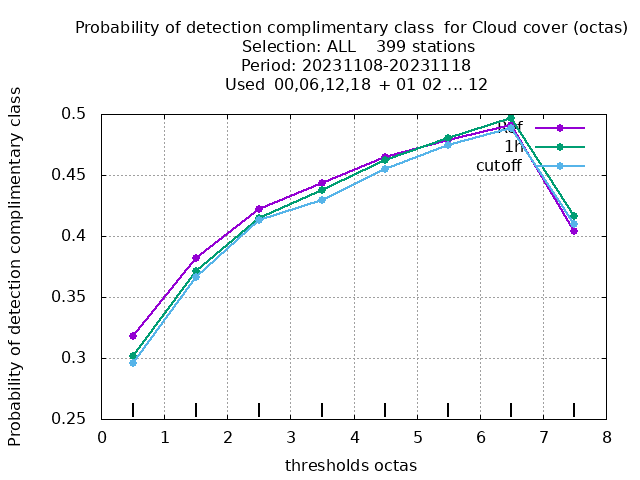 Probability of detection complimentary class  for Cloud cover (octas)
Selection: ALL    399 stations
Period: 20231108-20231118
Used  00,06,12,18  + 01 02 ... 12
Probability of detection complimentary class
0.5
0.45
0.4
0.35
0.3
0.25
Ref
1h
cutoff
0 1 2 3 4 5 6 7 8
thresholds octas